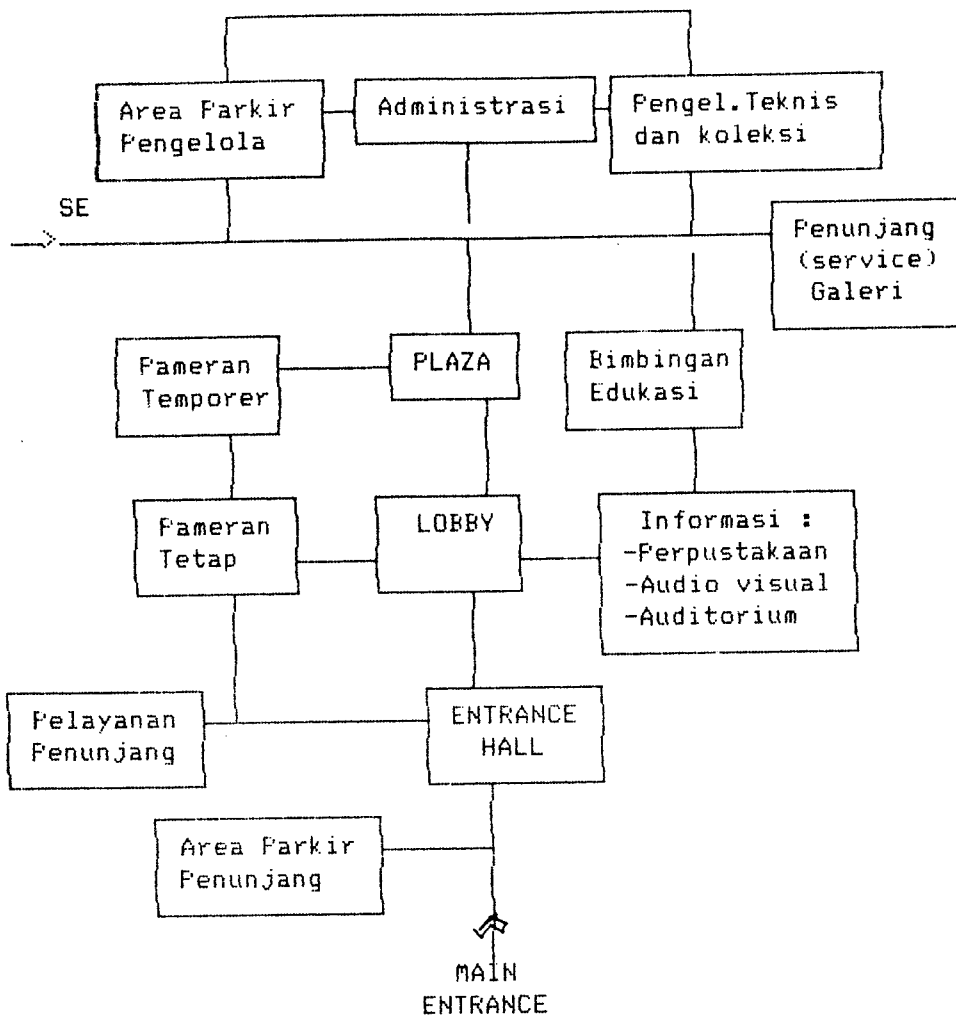 Area Parkir
Pengelola
Administrasi
Pengel.Teknis
dan koleksi
SE
Penunjang
(service)
Galeri
Pameran
Temporer
PLAZA
Bimbingan
Edukasi
Pameran
Tetap
LOBBY
Informasi :
-Perpustakaan
-Audio visual
-Auditorium
Pelayanan
Penunjang
ENTRANCE
HALL
Area Parkir
Penunjang
MAIN
ENTRANCE